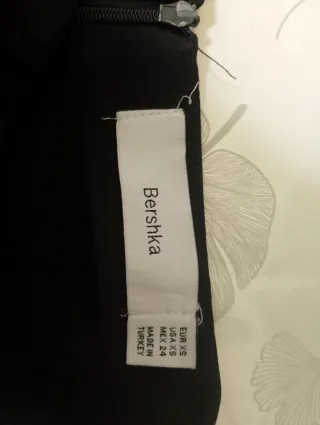 Bershka
EUR XS
USA XS
MEX 24
MADE IN
TURKEY